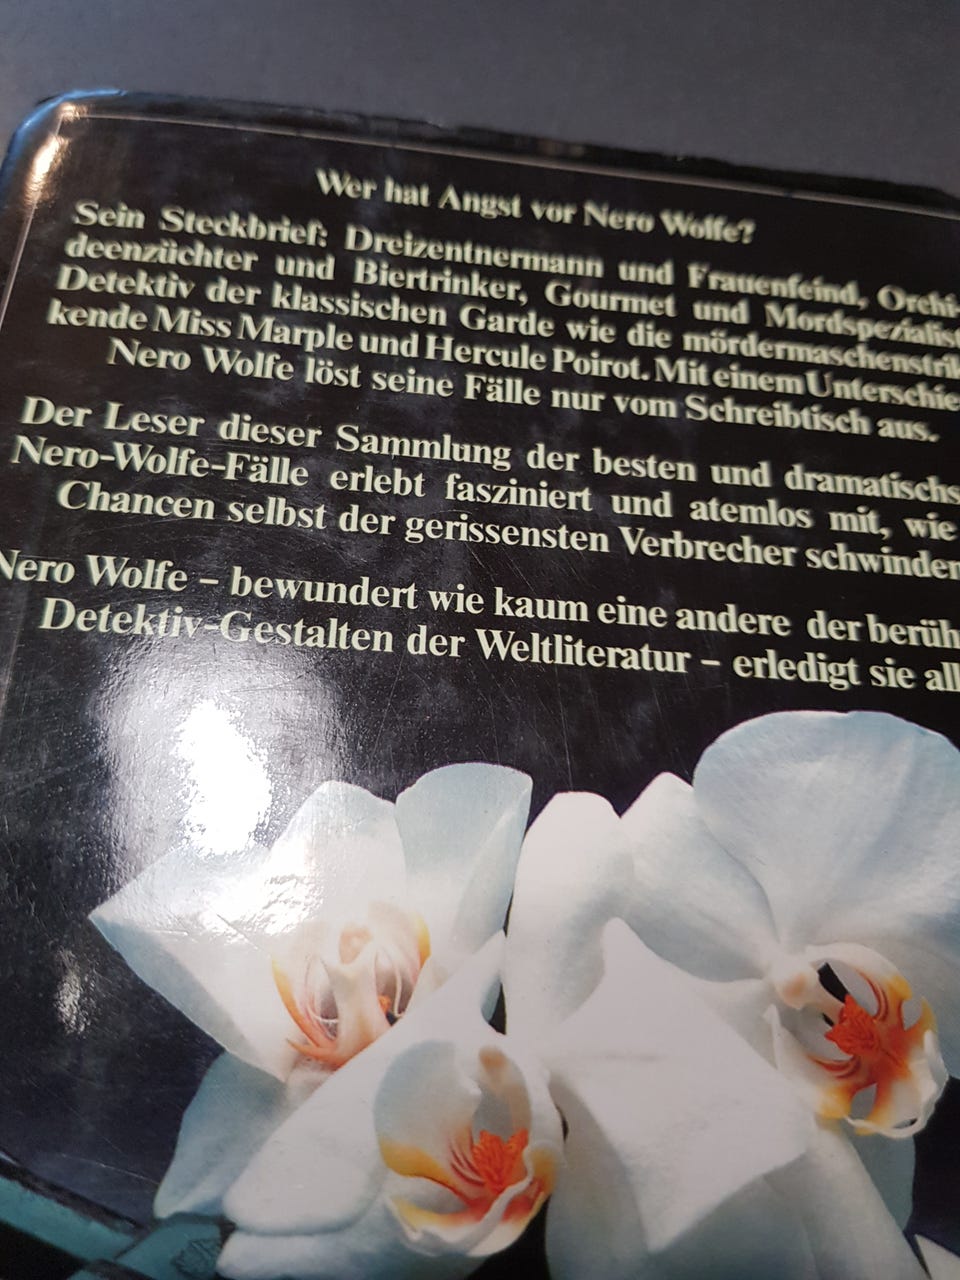 Wer hat Angst vor Nero Wolfe?
Sein Steckbrief: Dreizentnermann und Frauenfeind, Orchi-
deenzüchter und Biertrinker, Gourmet und Mordspezialist
Detektiv der klassischen Garde wie die mördermaschenstrik
kende Miss Marple und Hercule Poirot. Mit einem Unterschie
Nero Wolfe löst seine Fälle nur vom Schreibtisch aus.
Der Leser dieser Sammlung der besten und dramatischs
Nero-Wolfe-Fälle erlebt fasziniert und atemlos mit, wie
Chancen selbst der gerissensten Verbrecher schwinden
Nero Wolfe – bewundert wie kaum eine andere der berüh
Detektiv-Gestalten der Weltliteratur – erledigt sie all